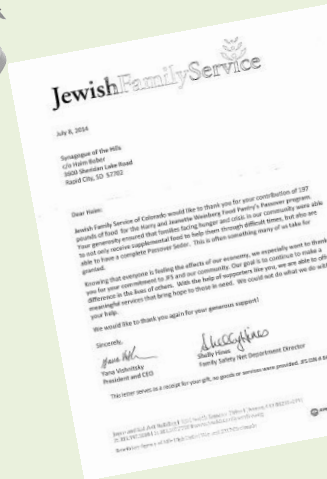 JewishFamilyService
July 8, 2014
Synagogue of the Hills
c/o Haim Bober
3600 Sheridan Lake Road
Rapid City, SD 57702
Dear Haim:
Jewish Family Service of Colorado would like to thank you for your contribution of 197
pounds of food for the Harry and Jeanette Weinberg Food Pantry's Passover program.
Your generosity ensured that families facing hunger and crisis in our community were able
to not only receive supplemental food to help them through difficult times, but also are
able to have a complete Passover Seder. This is often something many of us take for
granted.
Knowing that everyone is feeling the effects of our economy, we especially want to thank
you for your commitment to JFS and our community. Our goal is to continue to make a
difference in the lives of others. With the help of supporters like you, we are able to offe
meaningful services that bring hope to those in need. We could not do what we do with
your help.
We would like to thank you again for your generous support!
Sincerely,
Yana Vishnitsky
President and CEO
Shelly Hines
Family Safety Net Department Director
This letter serves as a receipt for your gift, no goods or services were provided.